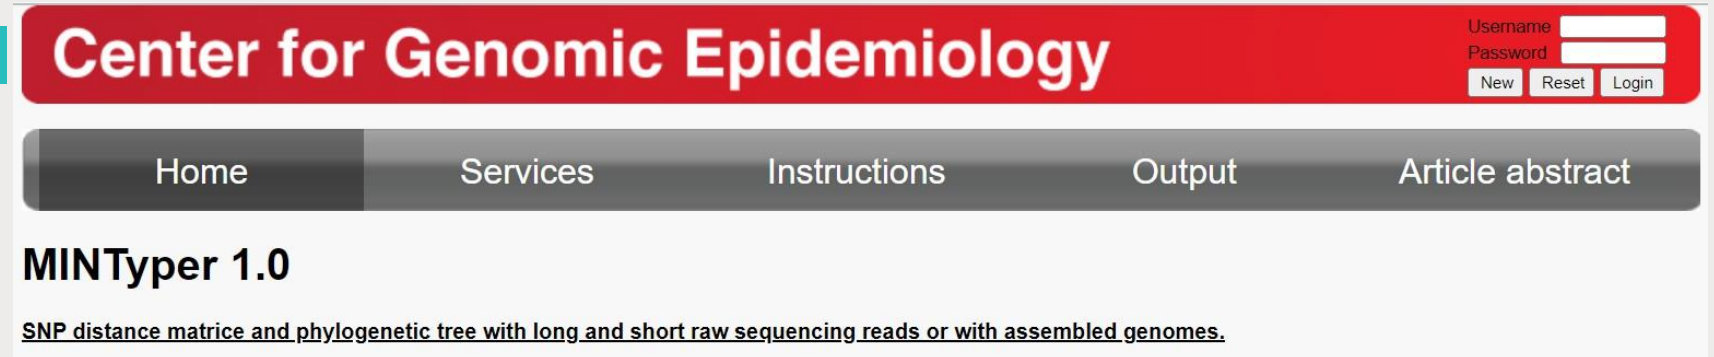 Center for Genomic Epidemiology
Username
Password
New Reset Login
Home Services Instructions Output Article abstract
MINTyper 1.0
SNP distance matrice and phylogenetic tree with long and short raw sequencing reads or with assembled genomes.